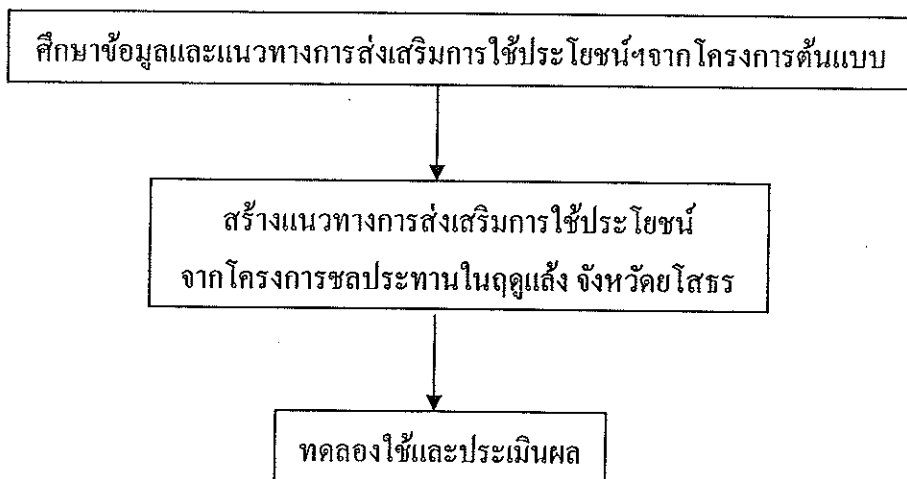 ศึกษาข้อมูลและแนวทางการส่งเสริมการใช้ประโยชน์ฯจากโครงการต้นแบบ
สร้างแนวทางการส่งเสริมการใช้ประโยชน์
จากโครงการชลประทานในฤดูแล้ง จังหวัดยโสธร
ทดลองใช้และประเมินผล